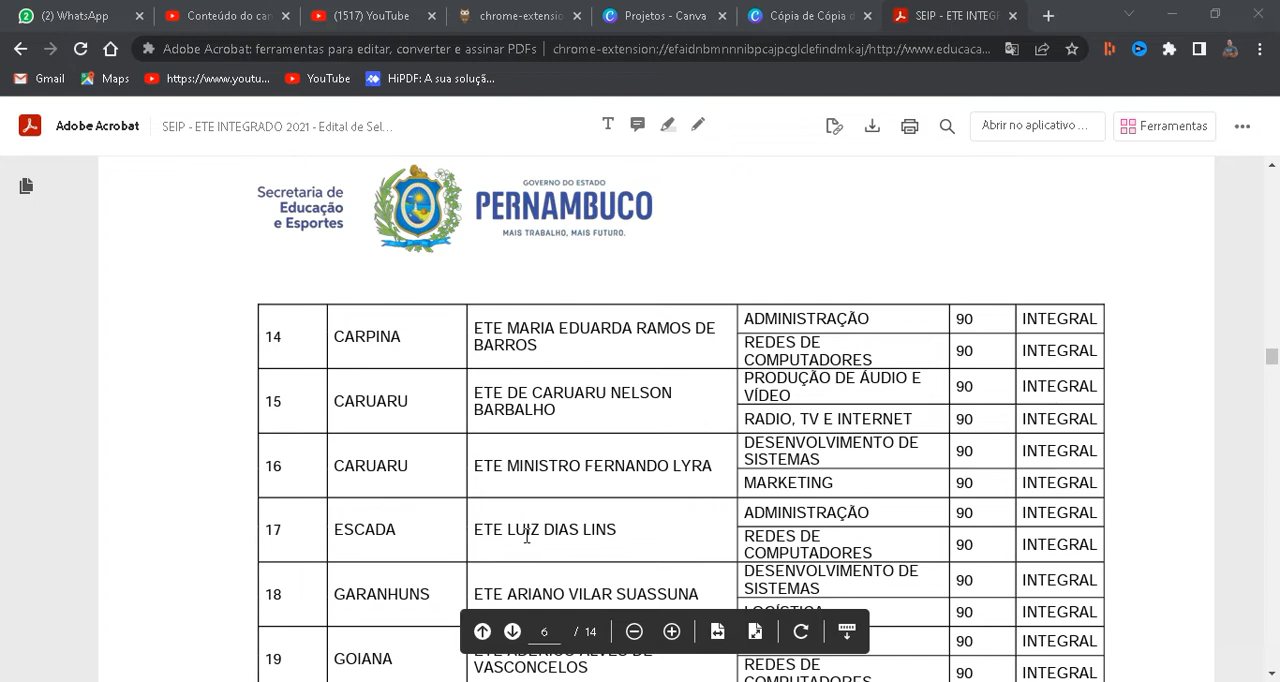 (2) WhatsApp
Conteúdo do car
(1517) YouTube
chrome-extensio
Projetos - Canva
Cópia de Cópia d
SEIP - ETE INTEGR
Adobe Acrobat: ferramentas para editar, converter e assinar PDFs
chrome-extension://efaidnbmnnnibpcajpcglclefindmkaj/http://www.educaca...
Gmail
Maps
https://www.youtu...
YouTube
HiPDF: A sua soluçã...
Adobe Acrobat
SEIP - ETE INTEGRADO 2021 - Edital de Sel...
Abrir no aplicativo ...
Ferramentas
Secretaria de
Educação
e Esportes
GOVERNO DO ESTADO
PERNAMBUCO
MAIS TRABALHO, MAIS FUTURO.
14 CARPINA ETE MARIA EDUARDA RAMOS DE BARROS
ADMINISTRAÇÃO 90 INTEGRAL
REDES DE COMPUTADORES 90 INTEGRAL
15 CARUARU ETE DE CARUARU NELSON BARBALHO
PRODUÇÃO DE ÁUDIO E VÍDEO 90 INTEGRAL
RADIO, TV E INTERNET 90 INTEGRAL
16 CARUARU ETE MINISTRO FERNANDO LYRA
DESENVOLVIMENTO DE SISTEMAS 90 INTEGRAL
MARKETING 90 INTEGRAL
17 ESCADA ETE LUIZ DIAS LINS
ADMINISTRAÇÃO 90 INTEGRAL
REDES DE COMPUTADORES 90 INTEGRAL
18 GARANHUNS ETE ARIANO VILAR SUASSUNA
DESENVOLVIMENTO DE SISTEMAS 90 INTEGRAL
90 INTEGRAL
19 GOIANA VASCONCELOS
90 INTEGRAL
REDES DE 90 INTEGRAL
6 / 14